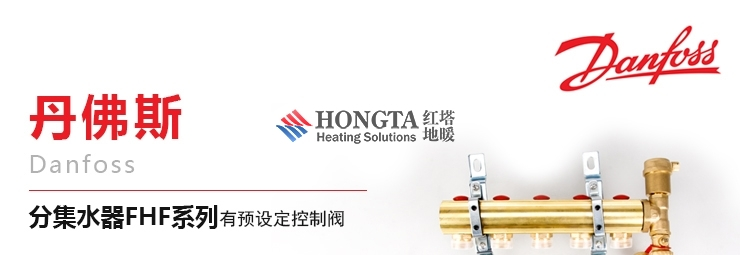 Danfoss
丹佛斯
HONGTA 红塔
Heating Solutions 地暖
Danfoss
分集水器FHF系列有预设定控制阀